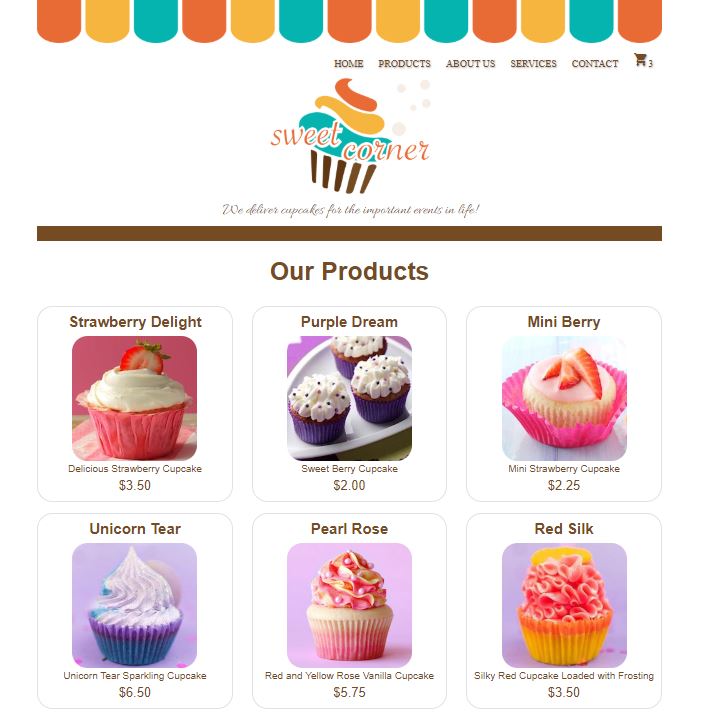 HOME PRODUCTS ABOUT US SERVICES CONTACT 3
sweet
corner
We deliver cupcakes for the important events in life!
Our Products
Strawberry Delight
Delicious Strawberry Cupcake
$3.50
Purple Dream
Sweet Berry Cupcake
$2.00
Mini Berry
Mini Strawberry Cupcake
$2.25
Unicorn Tear
Unicorn Tear Sparkling Cupcake
$6.50
Pearl Rose
Red and Yellow Rose Vanilla Cupcake
$5.75
Red Silk
Silky Red Cupcake Loaded with Frosting
$3.50